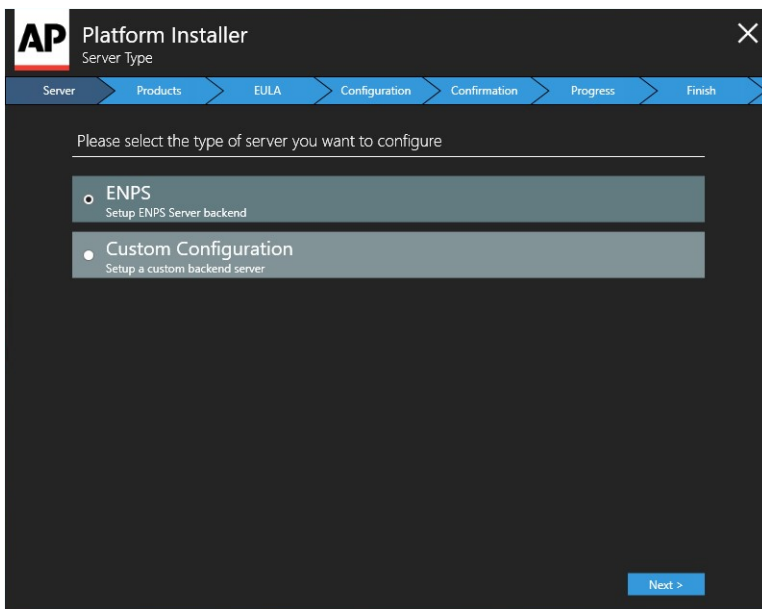 AP
Platform Installer
Server Type
Server
Products
EULA
Configuration
Confirmation
Progress
Finish
Please select the type of server you want to configure
ENPS
Setup ENPS Server backend
Custom Configuration
Setup a custom backend server
Next >